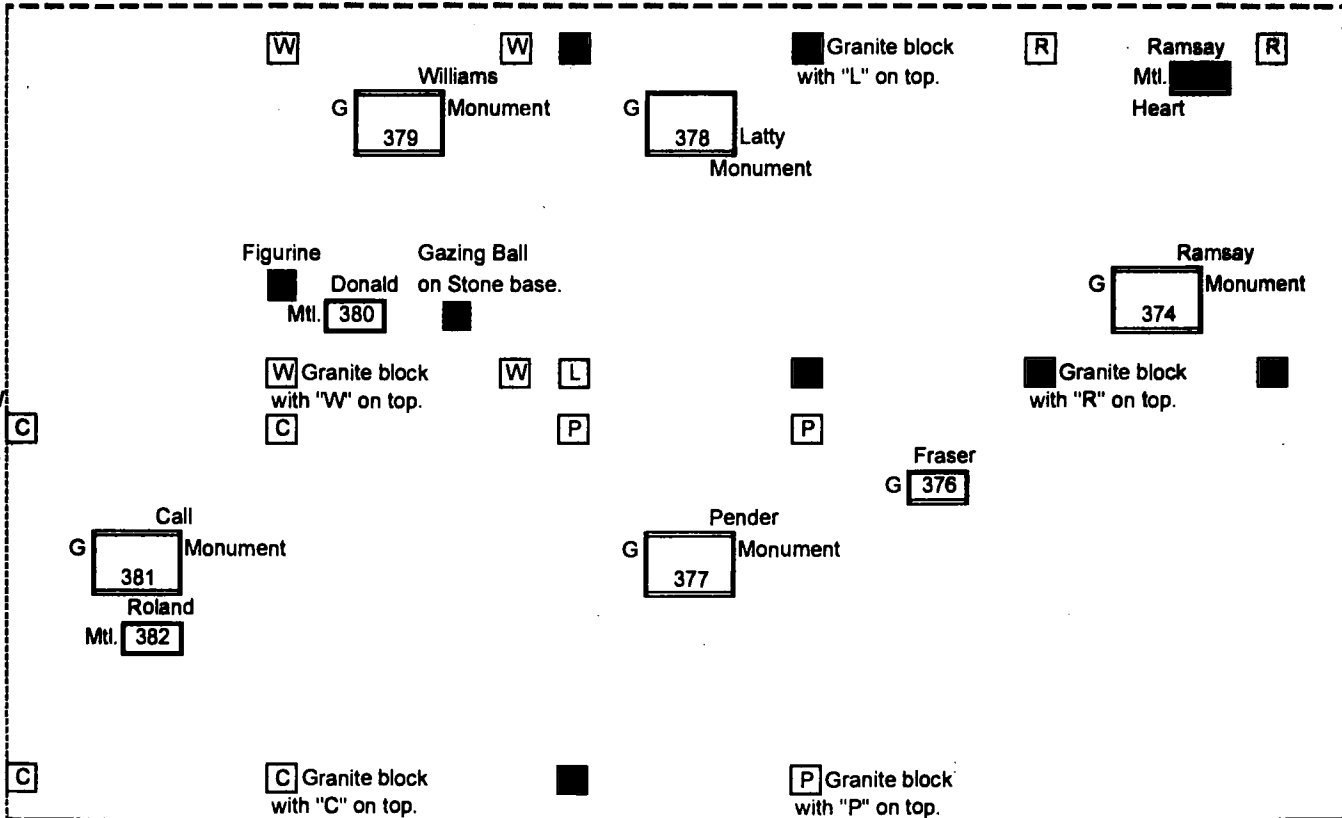 W
W
Granite block
with "L" on top.
R
Ramsay
R
Mtl.
Heart
Williams
G
Monument
379
G
378
Latty
Monument
Figurine
Gazing Ball
on Stone base.
Donald
Mtl.
380
Ramsay
G
Monument
374
W
Granite block
with "W" on top.
W
L
Granite block
with "R" on top.
C
C
P
P
Fraser
G
376
Call
G
Monument
381
Roland
Mtl.
382
Pender
G
Monument
377
C
C
Granite block
with "C" on top.
P
Granite block
with "P" on top.